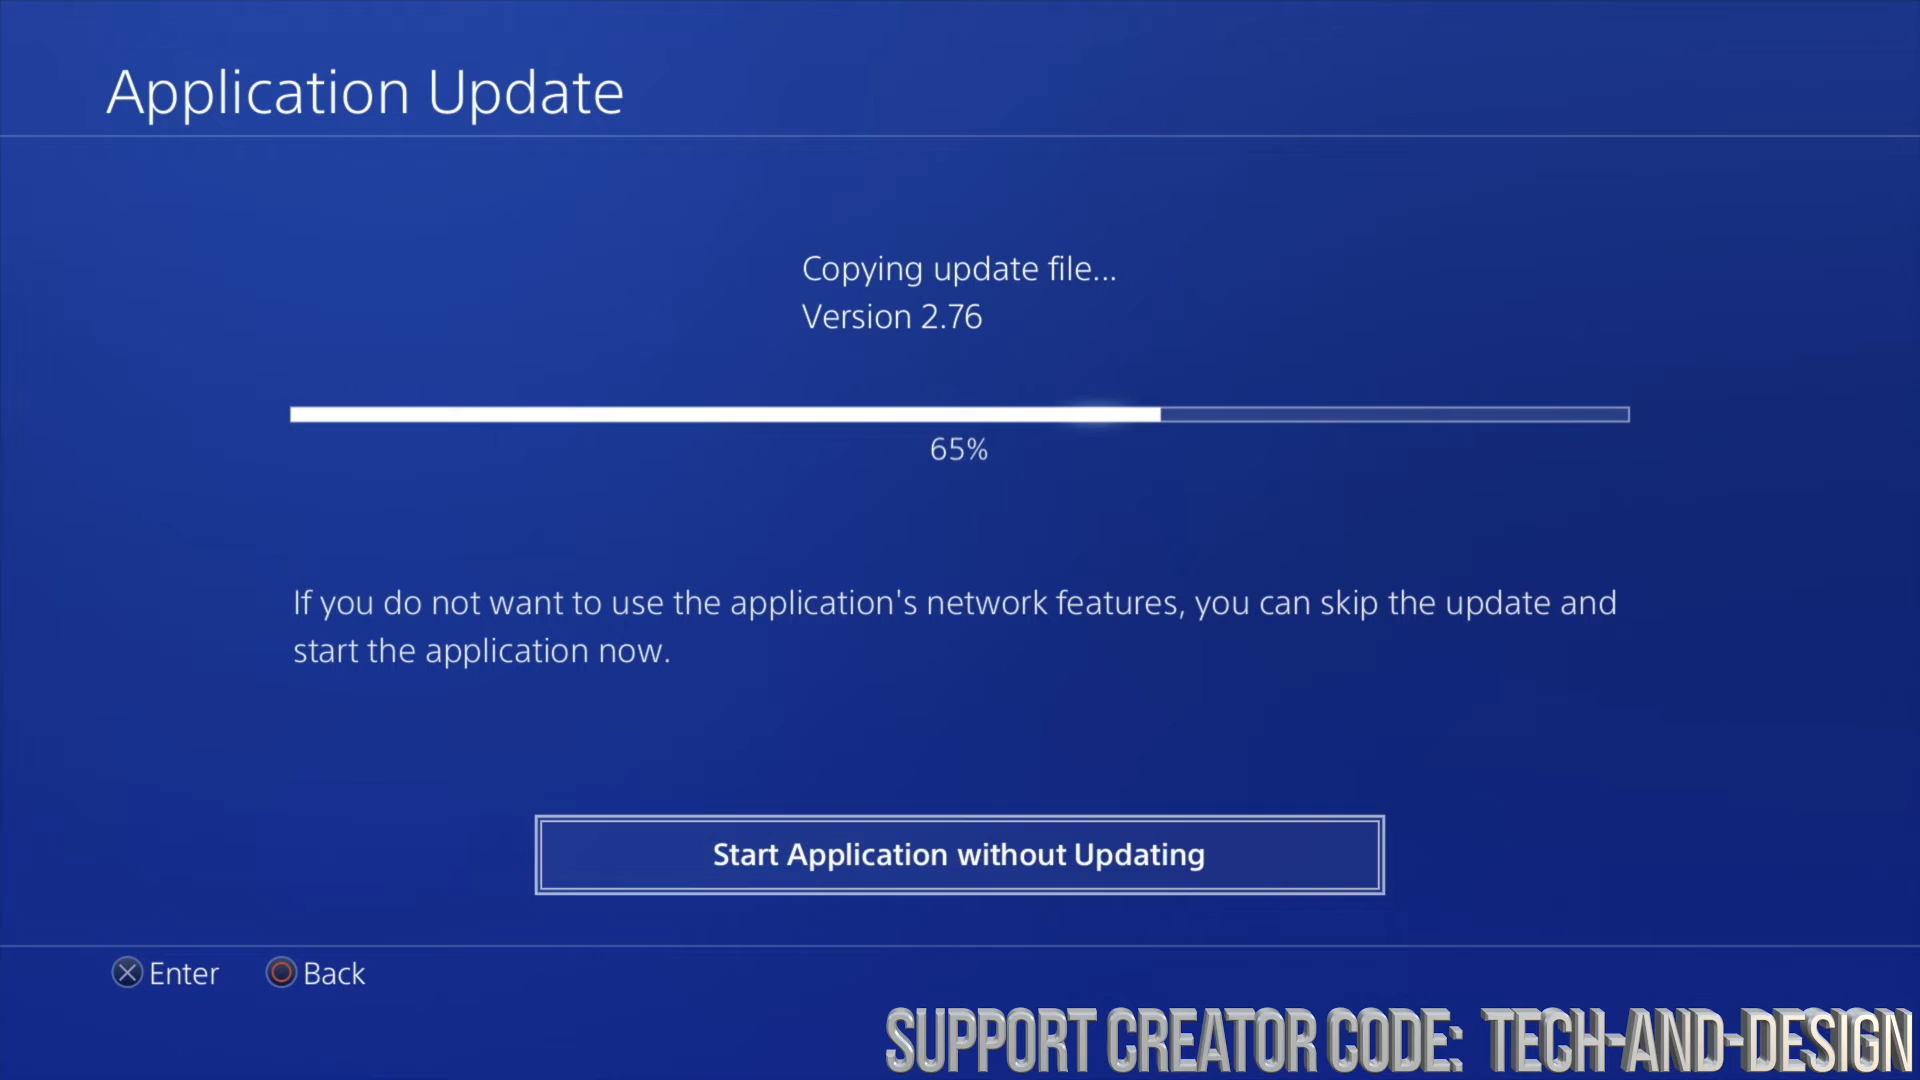 Application Update
Copying update file...
Version 2.76
65%
If you do not want to use the application's network features, you can skip the update and
start the application now.
Start Application without Updating
Enter Back
SUPPORT CREATOR CODE: TECH-AND-DESIGN